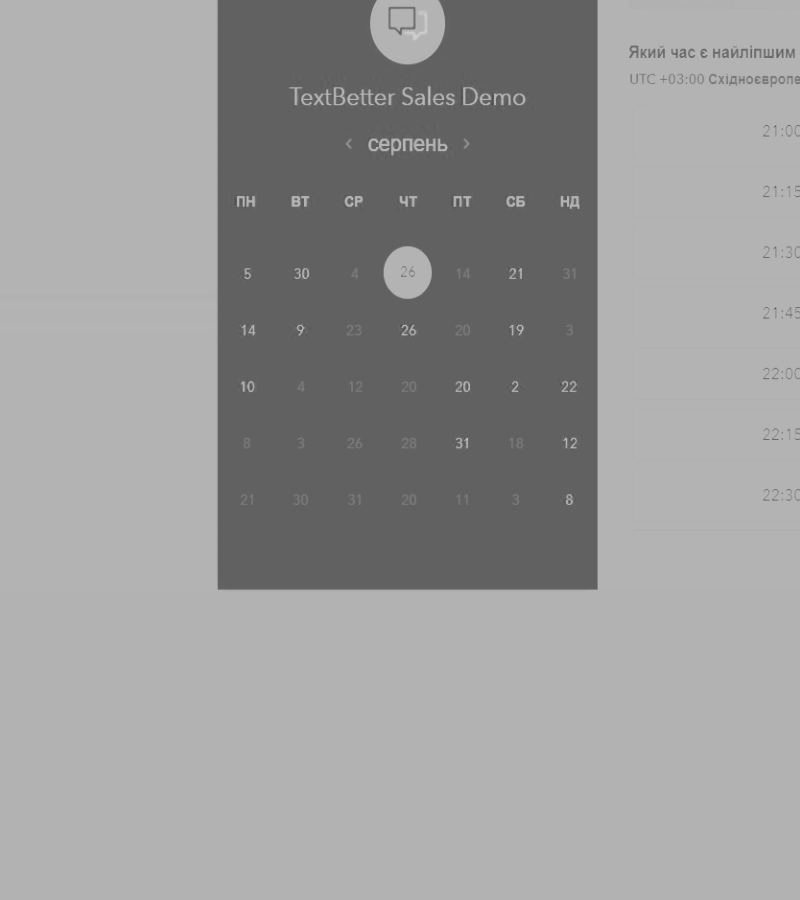 TextBetter Sales Demo
серпень
ПН ВТ СР ЧТ ПТ СБ НД
5 30 4 26 14 21 31
14 9 23 26 20 19 3
10 4 12 20 20 2 22
8 3 26 28 31 18 12
21 30 31 20 11 3 8
Який час є найліпшим
UTC +03:00 Східноєвропе
21:00
21:15
21:30
21:45
22:00
22:15
22:30